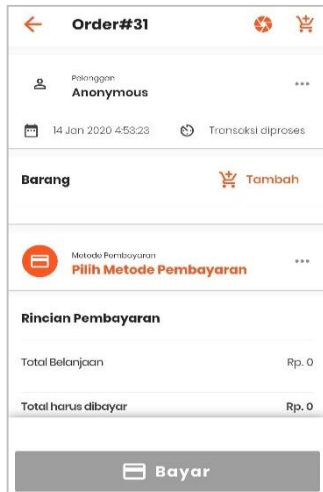 Order#31
Pelanggan
Anonymous
14 Jan 2020 4:53:23 Transaksi diproses
Barang Tambah
Metode Pembayaran
Pilih Metode Pembayaran
Rincian Pembayaran
Total Belanjaan Rp. 0
Total harus dibayar Rp. 0
Bayar